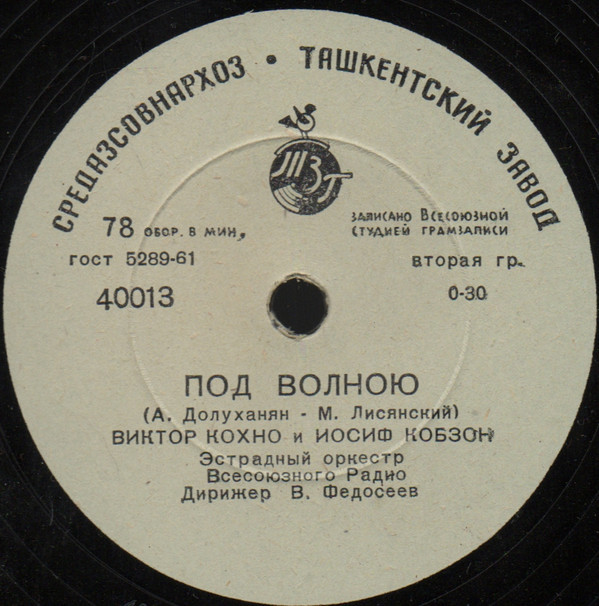 СРЕДАЗСОВНАРХОЗ • ТАШКЕНТСКИЙ ЗАВОД
ТЗГ
78 ОБОР. В МИН,
ЗАПИСАНО ВСЕСОЮЗНОЙ
СТУДИЕЙ ГРАМЗАПИСИ
ГОСТ 5289-61
вторая гр.
40013
0-30
ПОД ВОЛНОЮ
(А. Долуханян - М. Лисянский)
ВИКТОР КОХНО и ИОСИФ КОБЗОН
Эстрадный оркестр
Всесоюзного Радио
Дирижер В. Федосеев